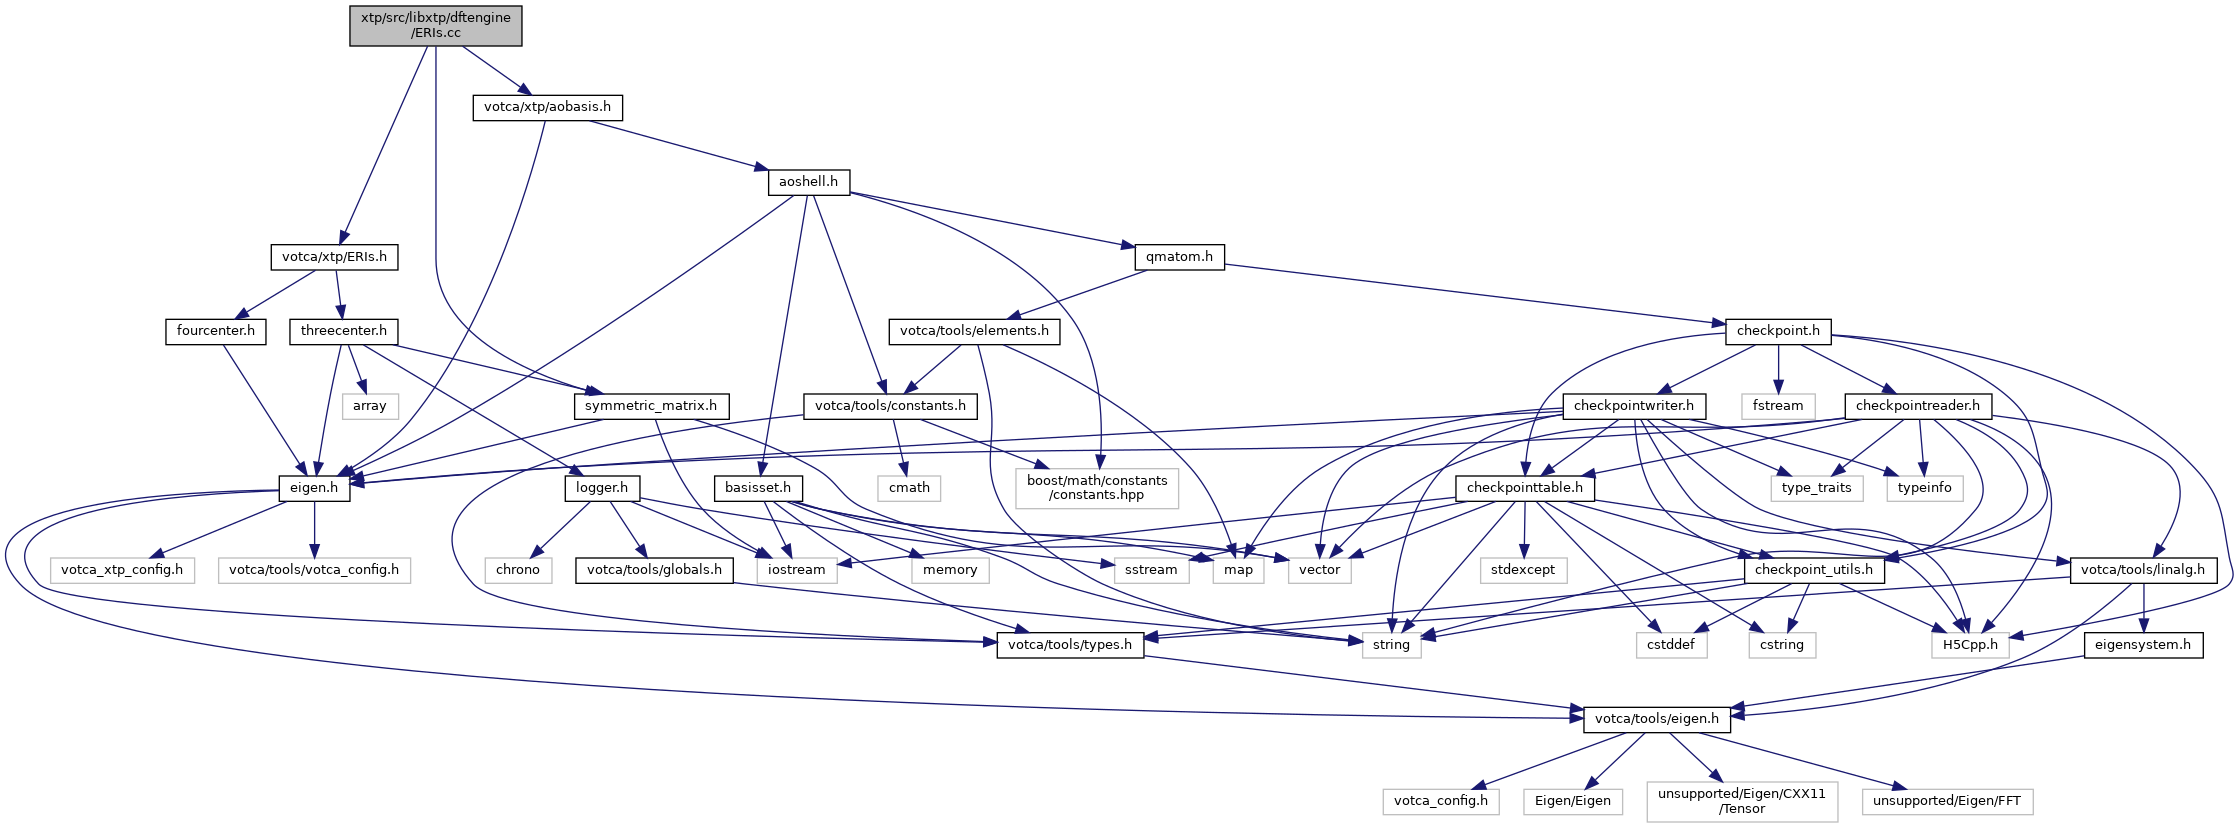 xtp/src/libxtp/dftengine
/ERIs.cc
votca/xtp/aobasis.h
aoshell.h
votca/xtp/ERIs.h
qmatom.h
fourcenter.h
threecenter.h
votca/tools/elements.h
checkpoint.h
array
symmetric_matrix.h
votca/tools/constants.h
checkpointwriter.h
fstream
checkpointreader.h
eigen.h
logger.h
basisset.h
cmath
boost/math/constants
/constants.hpp
checkpointtable.h
type_traits
typeinfo
votca_xtp_config.h
votca/tools/votca_config.h
chrono
votca/tools/globals.h
iostream
memory
sstream
map
vector
stdexcept
checkpoint_utils.h
votca/tools/linalg.h
votca/tools/types.h
string
cstddef
cstring
H5Cpp.h
eigensystem.h
votca/tools/eigen.h
votca_config.h
Eigen/Eigen
unsupported/Eigen/CXX11
/Tensor
unsupported/Eigen/FFT